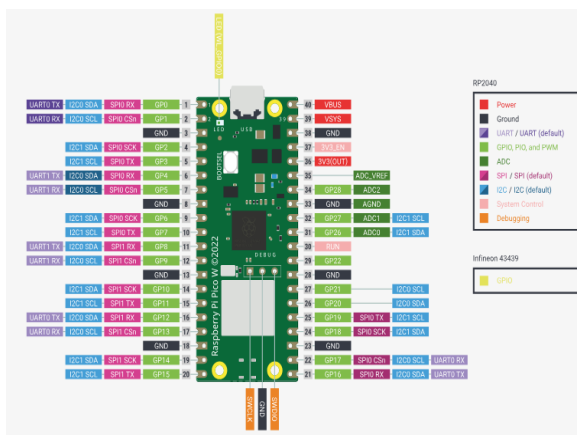 LED (WL_GPIO0)
UART0 TX I2C0 SDA SPI0 RX GP0 1
UART0 RX I2C0 SCL SPI0 CSn GP1 2
GND 3
I2C1 SDA SPI0 SCK GP2 4
I2C1 SCL SPI0 TX GP3 5
UART1 TX I2C0 SDA SPI0 RX GP4 6
UART1 RX I2C0 SCL SPI0 CSn GP5 7
GND 8
I2C1 SDA SPI0 SCK GP6 9
I2C1 SCL SPI0 TX GP7 10
UART1 TX I2C0 SDA SPI1 RX GP8 11
UART1 RX I2C0 SCL SPI1 CSn GP9 12
GND 13
I2C1 SDA SPI1 SCK GP10 14
I2C1 SCL SPI1 TX GP11 15
UART0 TX I2C0 SDA SPI1 RX GP12 16
UART0 RX I2C0 SCL SPI1 CSn GP13 17
GND 18
I2C1 SDA SPI1 SCK GP14 19
I2C1 SCL SPI1 TX GP15 20
LED USB
BOOTSEL
DEBUG
Raspberry Pi Pico W ©2022
40 VBUS
39 VSYS
38 GND
37 3V3_EN
36 3V3(OUT)
35 ADC_VREF
34 GP28 ADC2
33 GND AGND
32 GP27 ADC1 I2C1 SCL
31 GP26 ADC0 I2C1 SDA
30 RUN
29 GP22
28 GND
27 GP21 I2C0 SCL
26 GP20 I2C0 SDA
25 GP19 SPI0 TX I2C1 SCL
24 GP18 SPI0 SCK I2C1 SDA
23 GND
22 GP17 SPI0 CSn I2C0 SCL UART0 RX
21 GP16 SPI0 RX I2C0 SDA UART0 TX
SWCLK
GND
SWDIO
RP2040
Power
Ground
UART / UART (default)
GPIO, PIO, and PWM
ADC
SPI / SPI (default)
I2C / I2C (default)
System Control
Debugging
Infineon 43439
GPIO